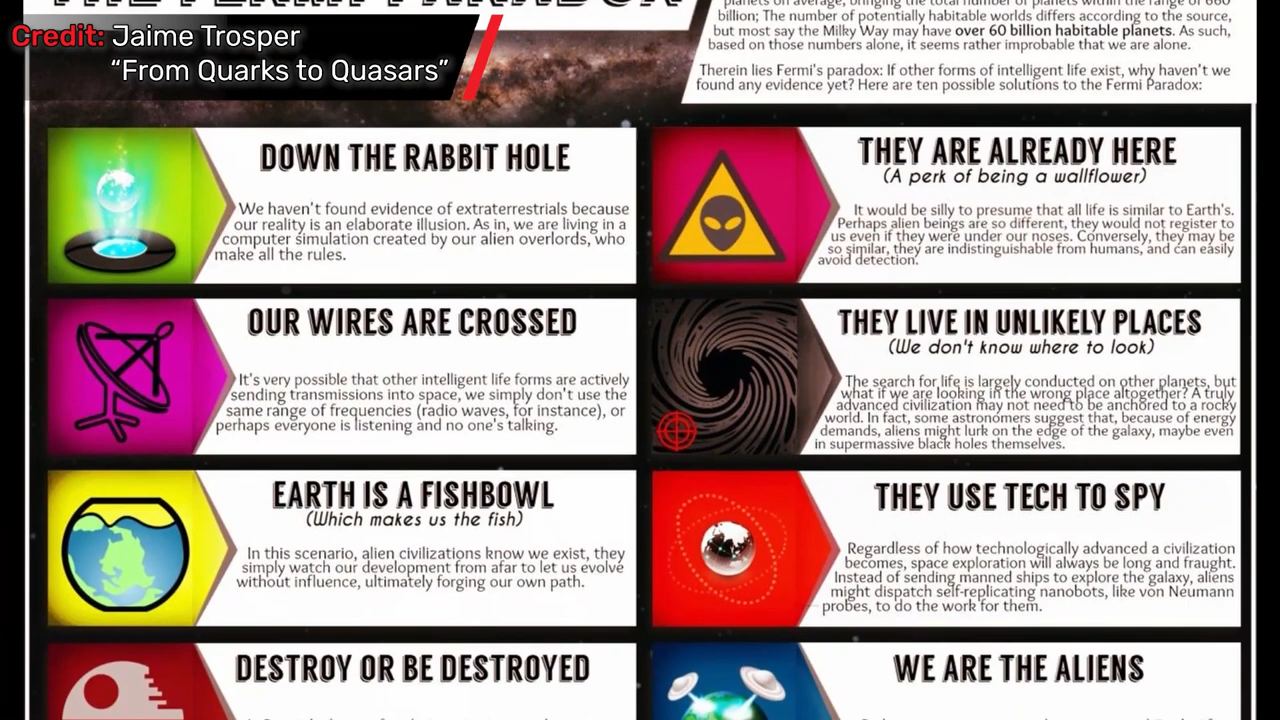 THE FERMI PARADOX
Credit: Jaime Trosper
“From Quarks to Quasars”
planets on average, bringing the total number of planets within the range of 660
billion; The number of potentially habitable worlds differs according to the source,
but most say the Milky Way may have over 60 billion habitable planets. As such,
based on those numbers alone, it seems rather improbable that we are alone.
Therein lies Fermi's paradox: If other forms of intelligent life exist, why haven't we
found any evidence yet? Here are ten possible solutions to the Fermi Paradox:
DOWN THE RABBIT HOLE
We haven't found evidence of extraterrestrials because
our reality is an elaborate illusion. As in, we are living in a
computer simulation created by our alien overlords, who
make all the rules.
THEY ARE ALREADY HERE
(A perk of being a wallflower)
It would be silly to presume that all life is similar to Earth's.
Perhaps alien beings are so different, they would not register to
us even if they were under our noses. Conversely, they may be
so similar, they are indistinguishable from humans, and can easily
avoid detection.
OUR WIRES ARE CROSSED
It's very possible that other intelligent life forms are actively
sending transmissions into space, we simply don't use the
same range of frequencies (radio waves, for instance), or
perhaps everyone is listening and no one's talking.
THEY LIVE IN UNLIKELY PLACES
(We don't know where to look)
The search for life is largely conducted on other planets, but
what if we are looking in the wrong place altogether? A truly
advanced civilization may not need to be anchored to a rocky
world. In fact, some astronomers suggest that, because of energy
demands, aliens might lurk on the edge of the galaxy, maybe even
in supermassive black holes themselves.
EARTH IS A FISHBOWL
(Which makes us the fish)
In this scenario, alien civilizations know we exist, they
simply watch our development from afar to let us evolve
without influence, ultimately forging our own path.
THEY USE TECH TO SPY
Regardless of how technologically advanced a civilization
becomes, space exploration will always be long and fraught.
Instead of sending manned ships to explore the galaxy, aliens
might dispatch self-replicating nanobots, like von Neumann
probes, to do the work for them.
DESTROY OR BE DESTROYED
WE ARE THE ALIENS